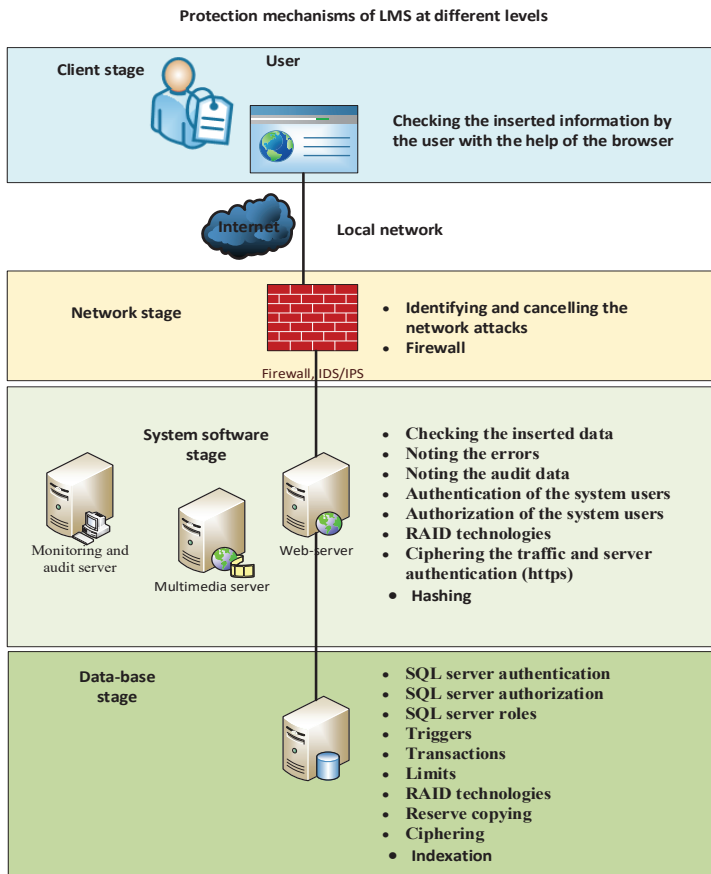 Protection mechanisms of LMS at different levels
Client stage
User
Checking the inserted information by
the user with the help of the browser
Internet
Local network
Network stage
• Identifying and cancelling the
network attacks
• Firewall
Firewall, IDS/IPS
System software
stage
Monitoring and
audit server
Multimedia server
Web-server
• Checking the inserted data
• Noting the errors
• Noting the audit data
• Authentication of the system users
• Authorization of the system users
• RAID technologies
• Ciphering the traffic and server
authentication (https)
• Hashing
Data-base
stage
• SQL server authentication
• SQL server authorization
• SQL server roles
• Triggers
• Transactions
• Limits
• RAID technologies
• Reserve copying
• Ciphering
• Indexation